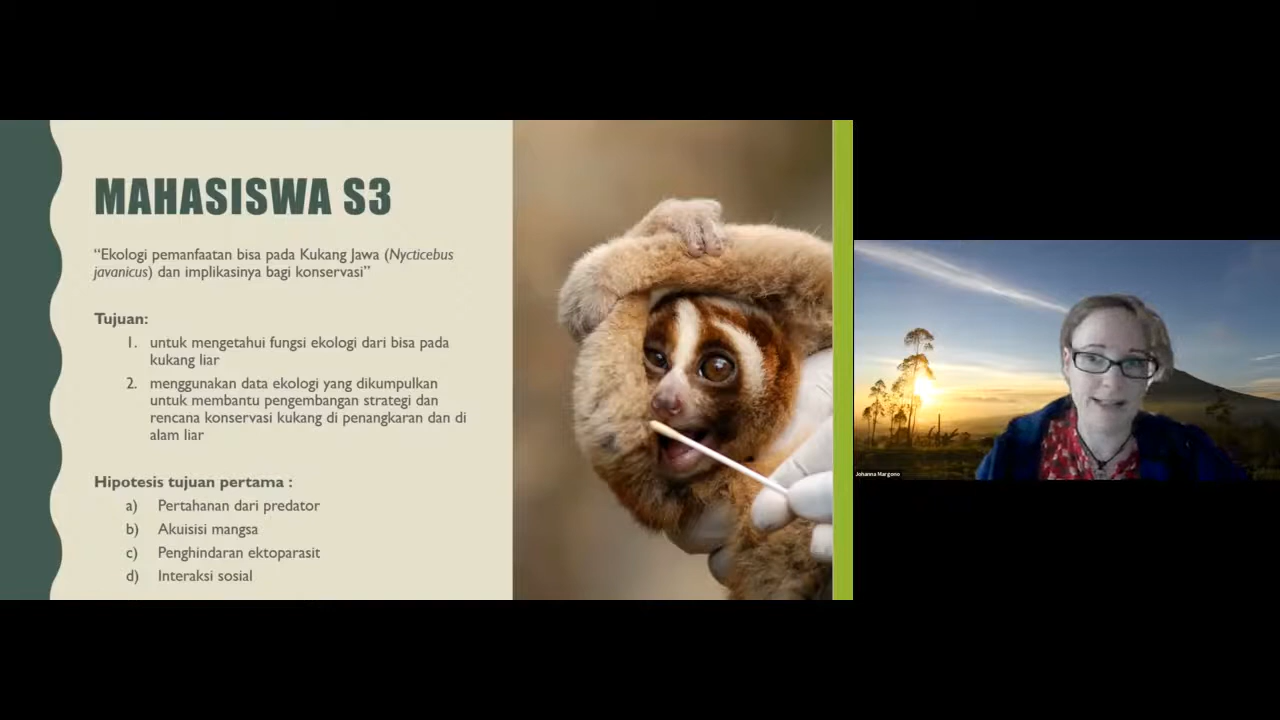 MAHASISWA S3
“Ekologi pemanfaatan bisa pada Kukang Jawa (Nycticebus
javanicus) dan implikasinya bagi konservasi”
Tujuan:
1. untuk mengetahui fungsi ekologi dari bisa pada
kukang liar
2. menggunakan data ekologi yang dikumpulkan
untuk membantu pengembangan strategi dan
rencana konservasi kukang di penangkaran dan di
alam liar
Hipotesis tujuan pertama :
a) Pertahanan dari predator
b) Akuisisi mangsa
c) Penghindaran ektoparasit
d) Interaksi sosial
Johanna Margono